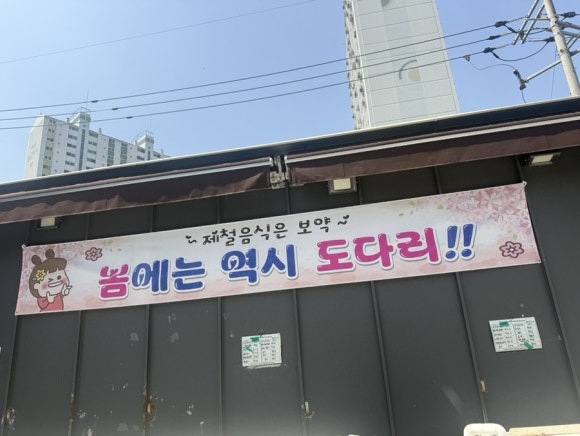 ~ 제철음식은 보약 ~
봄에는 역시 도다리!!